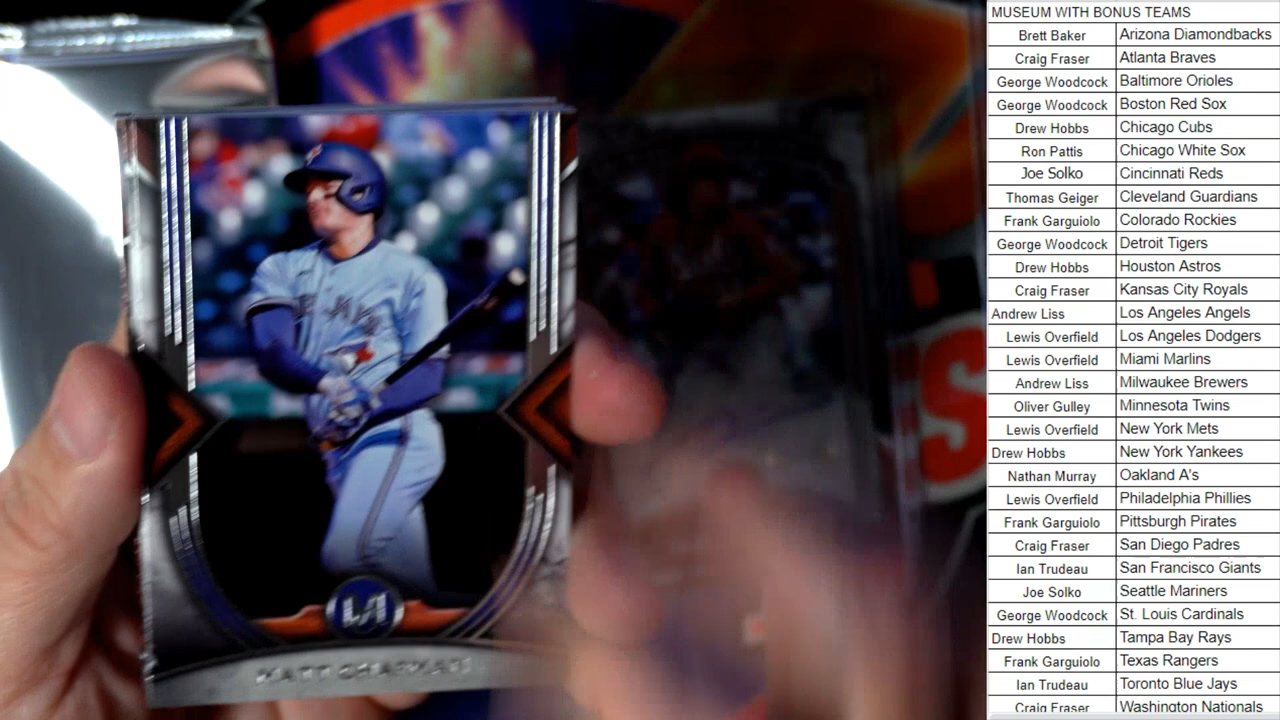 MUSEUM WITH BONUS TEAMS
Brett Baker Arizona Diamondbacks
Craig Fraser Atlanta Braves
George Woodcock Baltimore Orioles
George Woodcock Boston Red Sox
Drew Hobbs Chicago Cubs
Ron Pattis Chicago White Sox
Joe Solko Cincinnati Reds
Thomas Geiger Cleveland Guardians
Frank Garguiolo Colorado Rockies
George Woodcock Detroit Tigers
Drew Hobbs Houston Astros
Craig Fraser Kansas City Royals
Andrew Liss Los Angeles Angels
Lewis Overfield Los Angeles Dodgers
Lewis Overfield Miami Marlins
Andrew Liss Milwaukee Brewers
Oliver Gulley Minnesota Twins
Lewis Overfield New York Mets
Drew Hobbs New York Yankees
Nathan Murray Oakland A's
Lewis Overfield Philadelphia Phillies
Frank Garguiolo Pittsburgh Pirates
Craig Fraser San Diego Padres
Ian Trudeau San Francisco Giants
Joe Solko Seattle Mariners
George Woodcock St. Louis Cardinals
Drew Hobbs Tampa Bay Rays
Frank Garguiolo Texas Rangers
Ian Trudeau Toronto Blue Jays
Craig Fraser Washington Nationals
MATT CHAPMAN